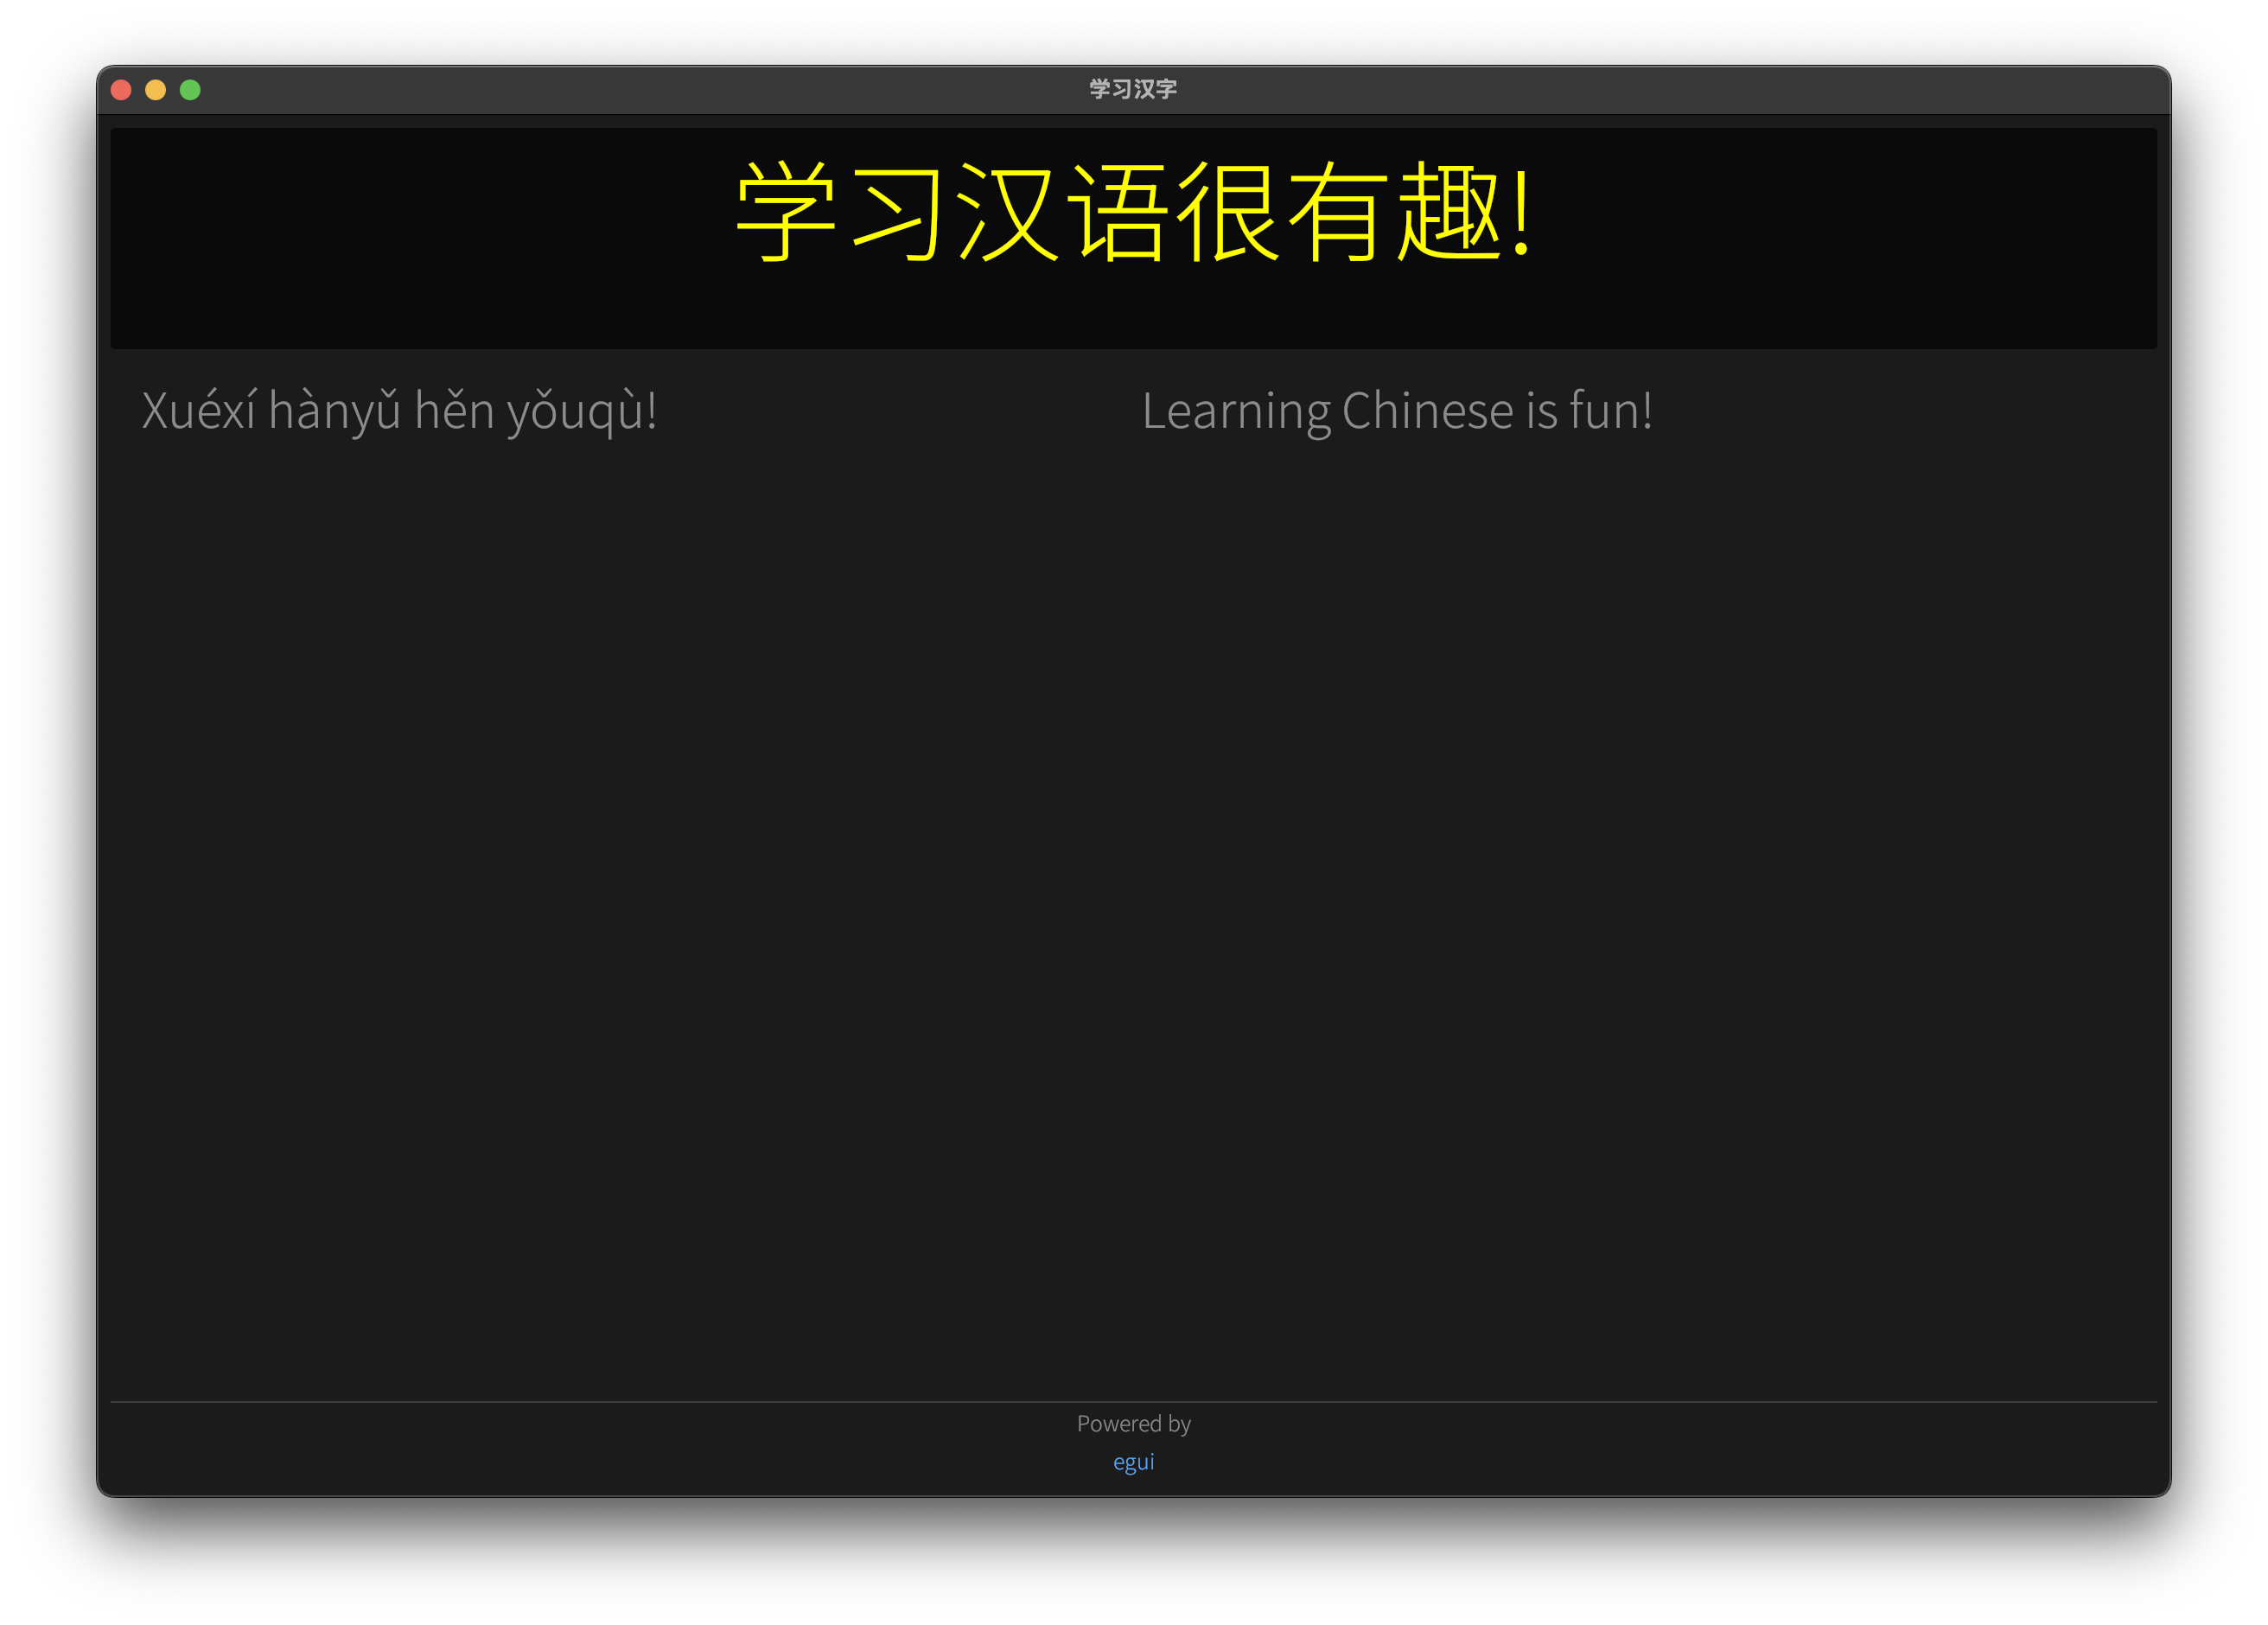 学习汉字
学习汉语很有趣!
Xuéxí hànyǔ hěn yǒuqù!
Learning Chinese is fun!
Powered by
egui